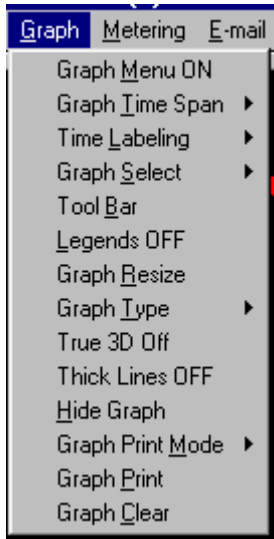 Graph Metering E-mail
Graph Menu ON
Graph Time Span
Time Labeling
Graph Select
Tool Bar
Legends OFF
Graph Resize
Graph Type
True 3D Off
Thick Lines OFF
Hide Graph
Graph Print Mode
Graph Print
Graph Clear